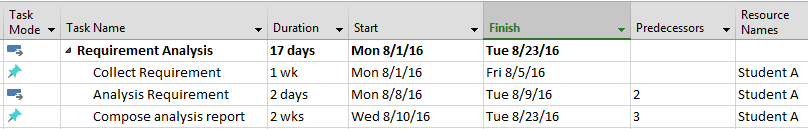 Task Mode Task Name Duration Start Finish Predecessors Resource Names
Requirement Analysis 17 days Mon 8/1/16 Tue 8/23/16
Collect Requirement 1 wk Mon 8/1/16 Fri 8/5/16 Student A
Analysis Requirement 2 days Mon 8/8/16 Tue 8/9/16 2 Student A
Compose analysis report 2 wks Wed 8/10/16 Tue 8/23/16 3 Student A